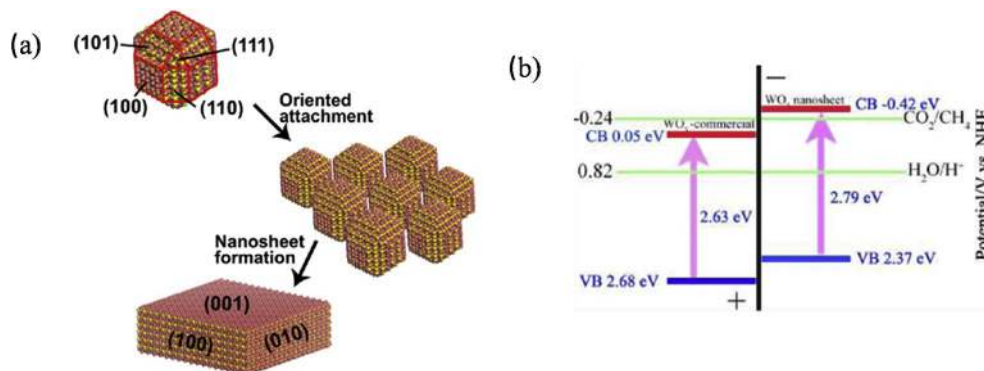 (a)
(101)
(111)
(100)
(110)
Oriented
attachment
Nanosheet
formation
(001)
(100)
(010)
(b)
−
WO₃ nanosheet
CB -0.42 eV
-0.24
WO₃-commercial
CO₂/CH₄
CB 0.05 eV
0.82
H₂O/H⁺
2.63 eV
2.79 eV
VB 2.37 eV
VB 2.68 eV
+
Potential/V vs. NHE